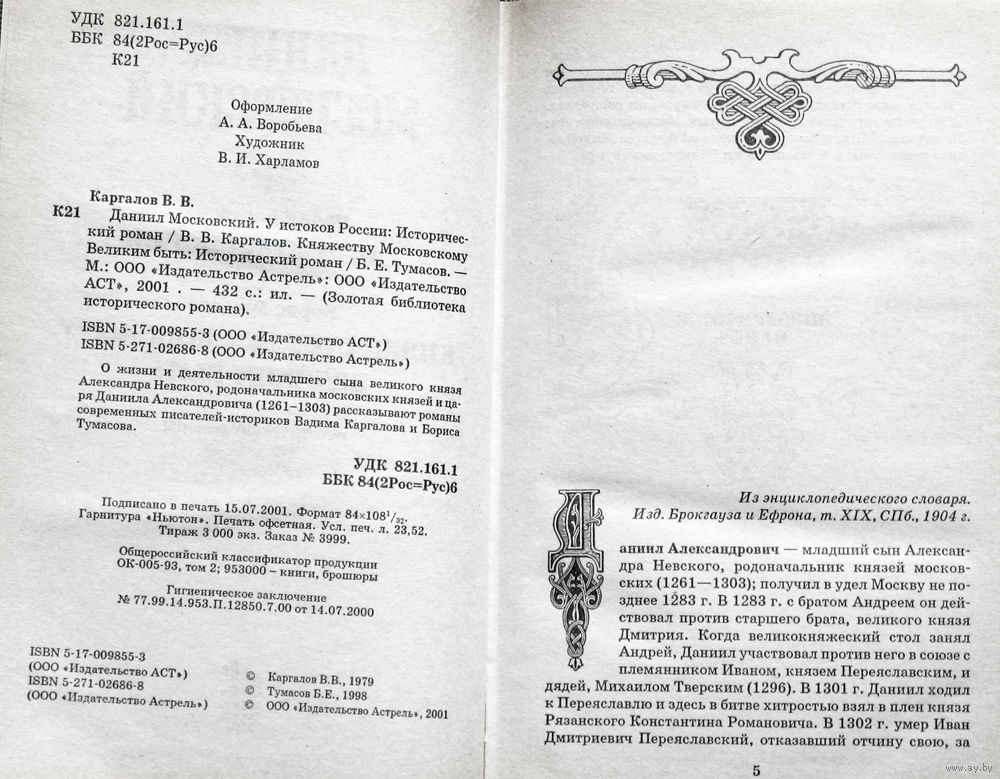 УДК 821.161.1
ББК 84(2Рос=Рус)6
К21
Оформление
А. А. Воробьева
Художник
В. И. Харламов
Каргалов В. В.
К21 Даниил Московский. У истоков России: Историчес-
кий роман / В. В. Каргалов. Княжеству Московскому
Великим быть: Исторический роман / Б. Е. Тумасов. —
М.: ООО «Издательство Астрель»: ООО «Издательство
АСТ», 2001 . — 432 с.: ил. — (Золотая библиотека
исторического романа).
ISBN 5-17-009855-3 (ООО «Издательство АСТ»)
ISBN 5-271-02686-8 (ООО «Издательство Астрель»)
О жизни и деятельности младшего сына великого князя
Александра Невского, родоначальника московских князей и ца-
ря Даниила Александровича (1261–1303) рассказывают романы
современных писателей-историков Вадима Каргалова и Бориса
Тумасова.
УДК 821.161.1
ББК 84(2Рос=Рус)6
Подписано в печать 15.07.2001. Формат 84×108¹/₃₂.
Гарнитура «Ньютон». Печать офсетная. Усл. печ. л. 23,52.
Тираж 3 000 экз. Заказ № 3999.
Общероссийский классификатор продукции
ОК-005-93, том 2; 953000 – книги, брошюры
Гигиеническое заключение
№ 77.99.14.953.П.12850.7.00 от 14.07.2000
ISBN 5-17-009855-3
(ООО «Издательство АСТ»)
ISBN 5-271-02686-8
(ООО «Издательство Астрель»)
© Каргалов В.В., 1979
© Тумасов Б.Е., 1998
© ООО «Издательство Астрель», 2001
Из энциклопедического словаря.
Изд. Брокгауза и Ефрона, т. XIX, СПб., 1904 г.
Даниил Александрович — младший сын Алексан-
дра Невского, родоначальник князей москов-
ских (1261—1303); получил в удел Москву не по-
зднее 1283 г. В 1283 г. с братом Андреем он дей-
ствовал против старшего брата, великого князя
Дмитрия. Когда великокняжеский стол занял
Андрей, Даниил участвовал против него в союзе с
племянником Иваном, князем Переяславским, и
дядей, Михаилом Тверским (1296). В 1301 г. Даниил ходил
к Переяславлю и здесь в битве хитростью взял в плен князя
Рязанского Константина Романовича. В 1302 г. умер Иван
Дмитриевич Переяславский, отказавший отчину свою, за
5
www.ay.by